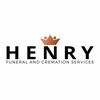 HENRY
FUNERAL AND CREMATION SERVICES